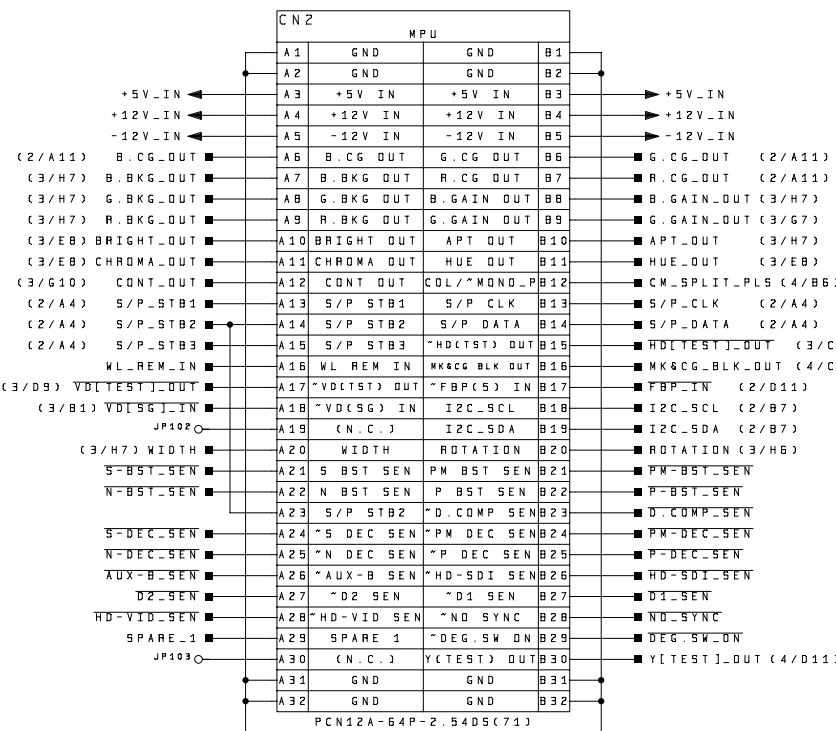 CN2
MPU
A1 GND GND B1
A2 GND GND B2
+5V_IN A3 +5V IN +5V IN B3 +5V_IN
+12V_IN A4 +12V IN +12V IN B4 +12V_IN
-12V_IN A5 -12V IN -12V IN B5 -12V_IN
(2/A11) B.CG_OUT A6 B.CG OUT G.CG OUT B6 G.CG_OUT (2/A11)
(3/H7) B.BKG_OUT A7 B.BKG OUT R.CG OUT B7 R.CG_OUT (2/A11)
(3/H7) G.BKG_OUT A8 G.BKG OUT B.GAIN OUT B8 B.GAIN_OUT (3/H7)
(3/H7) R.BKG_OUT A9 R.BKG OUT G.GAIN OUT B9 G.GAIN_OUT (3/G7)
(3/E8) BRIGHT_OUT A10 BRIGHT OUT APT OUT B10 APT_OUT (3/H7)
(3/E8) CHROMA_OUT A11 CHROMA OUT HUE OUT B11 HUE_OUT (3/E8)
(3/G10) CONT_OUT A12 CONT OUT COL/~MONO_P B12 CM_SPLIT_PLS (4/B6)
(2/A4) S/P_STB1 A13 S/P STB1 S/P CLK B13 S/P_CLK (2/A4)
(2/A4) S/P_STB2 A14 S/P STB2 S/P DATA B14 S/P_DATA (2/A4)
(2/A4) S/P_STB3 A15 S/P STB3 ~HD(TST) OUT B15 HD[TEST]_OUT (3/C
WL_REM_IN A16 WL REM IN MK&CG BLK OUT B16 MK&CG_BLK_OUT (4/C
(3/D9) VD[TEST]_OUT A17 ~VD(TST) OUT ~FBP(5) IN B17 FBP_IN (2/D11)
(3/B1) VD[SG]_IN A18 ~VD(SG) IN I2C_SCL B18 I2C_SCL (2/B7)
JP102 A19 (N.C.) I2C_SDA B19 I2C_SDA (2/B7)
(3/H7) WIDTH A20 WIDTH ROTATION B20 ROTATION (3/H6)
S-BST_SEN A21 S BST SEN PM BST SEN B21 PM-BST_SEN
N-BST_SEN A22 N BST SEN P BST SEN B22 P-BST_SEN
A23 S/P STB2 ~D.COMP SEN B23 D.COMP_SEN
S-DEC_SEN A24 ~S DEC SEN ~PM DEC SEN B24 PM-DEC_SEN
N-DEC_SEN A25 ~N DEC SEN ~P DEC SEN B25 P-DEC_SEN
AUX-B_SEN A26 ~AUX-B SEN ~HD-SDI SEN B26 HD-SDI_SEN
D2_SEN A27 ~D2 SEN ~D1 SEN B27 D1_SEN
HD-VID_SEN A28 ~HD-VID SEN ~NO SYNC B28 NO_SYNC
SPARE_1 A29 SPARE 1 ~DEG.SW ON B29 DEG.SW_ON
JP103 A30 (N.C.) Y(TEST) OUT B30 Y[TEST]_OUT (4/D11)
A31 GND GND B31
A32 GND GND B32
PCN12A-64P-2.54DS(71)